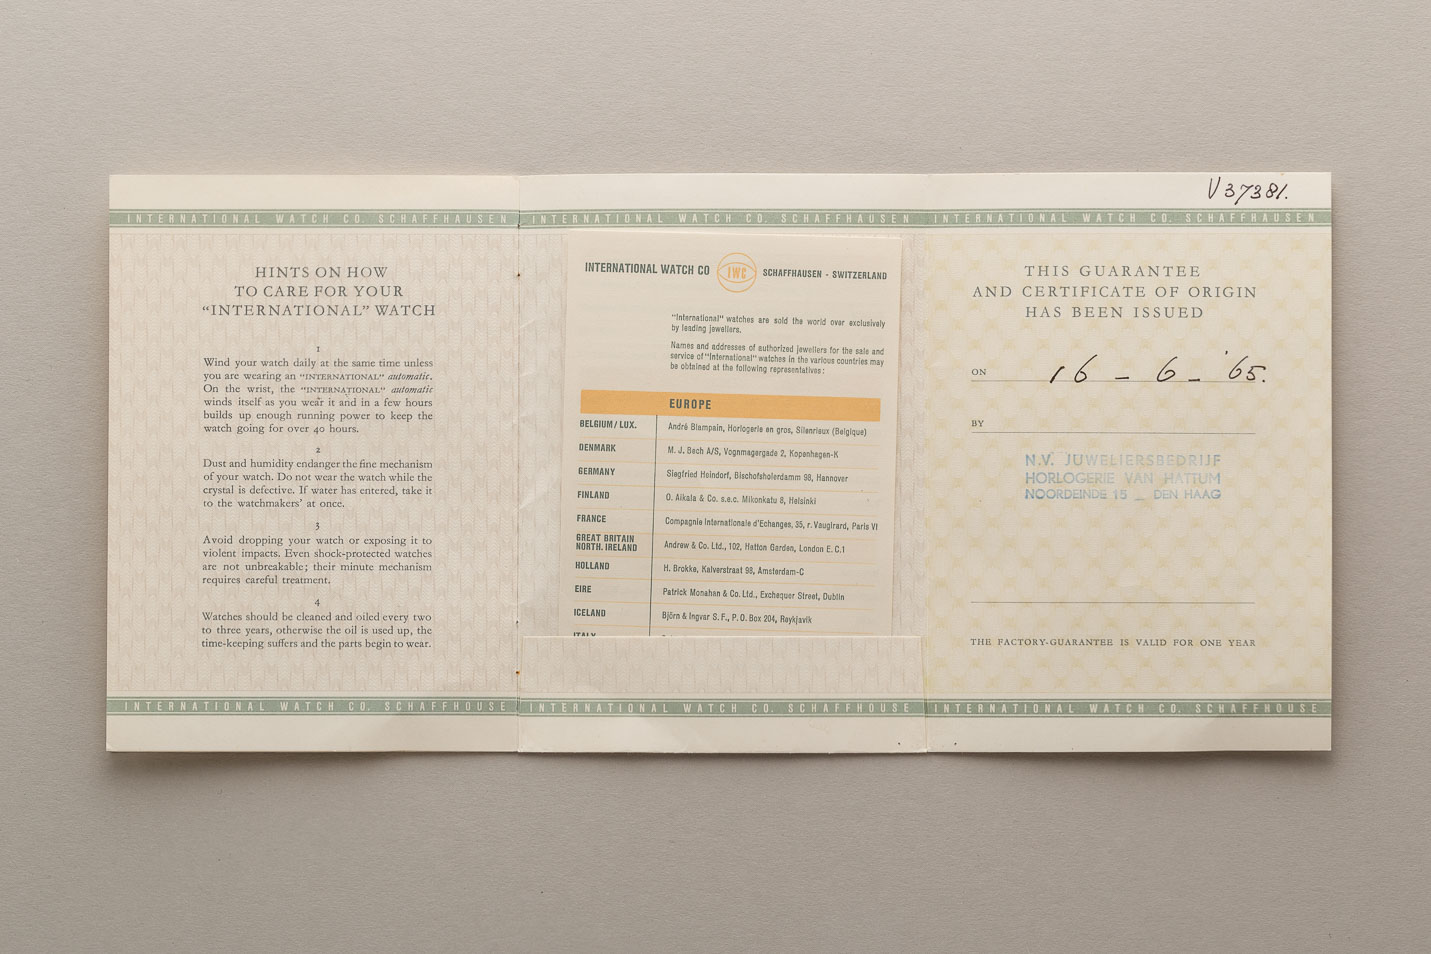 INTERNATIONAL WATCH CO. SCHAFFHAUSEN
HINTS ON HOW
TO CARE FOR YOUR
“INTERNATIONAL” WATCH
1
Wind your watch daily at the same time unless
you are wearing an “INTERNATIONAL” automatic.
On the wrist, the “INTERNATIONAL” automatic
winds itself as you wear it and in a few hours
builds up enough running power to keep the
watch going for over 40 hours.
2
Dust and humidity endanger the fine mechanism
of your watch. Do not wear the watch while the
crystal is defective. If water has entered, take it
to the watchmakers’ at once.
3
Avoid dropping your watch or exposing it to
violent impacts. Even shock-protected watches
are not unbreakable; their minute mechanism
requires careful treatment.
4
Watches should be cleaned and oiled every two
to three years, otherwise the oil is used up, the
time-keeping suffers and the parts begin to wear.
INTERNATIONAL WATCH CO. SCHAFFHOUSE
INTERNATIONAL WATCH CO. SCHAFFHAUSEN
INTERNATIONAL WATCH CO IWC SCHAFFHAUSEN - SWITZERLAND
"International" watches are sold the world over exclusively
by leading jewellers.
Names and addresses of authorized jewellers for the sale and
service of "International" watches in the various countries may
be obtained at the following representatives:
EUROPE
BELGIUM/LUX. André Blampain, Horlogerie en gros, Silenrieux (Belgique)
DENMARK M. J. Bech A/S, Vognmagergade 2, Kopenhagen-K
GERMANY Siegfried Heindorf, Bischofsholerdamm 98, Hannover
FINLAND O. Aikala & Co. s.e.c. Mikonkatu 8, Helsinki
FRANCE Compagnie Internationale d'Echanges, 35, r. Vaugirard, Paris VI
GREAT BRITAIN
NORTH. IRELAND Andrew & Co. Ltd., 102, Hatton Garden, London E.C.1
HOLLAND H. Brokke, Kalverstraat 98, Amsterdam-C
EIRE Patrick Monahan & Co. Ltd., Exchequer Street, Dublin
ICELAND Björn & Ingvar S. F., P. O. Box 204, Reykjavik
ITALY
INTERNATIONAL WATCH CO. SCHAFFHOUSE
V 37381.
INTERNATIONAL WATCH CO. SCHAFFHAUSEN
THIS GUARANTEE
AND CERTIFICATE OF ORIGIN
HAS BEEN ISSUED
ON 16 - 6 - '65.
BY
N.V. JUWELIERSBEDRIJF
HORLOGERIE VAN HATTUM
NOORDEINDE 15 _ DEN HAAG
THE FACTORY-GUARANTEE IS VALID FOR ONE YEAR
INTERNATIONAL WATCH CO. SCHAFFHOUSE